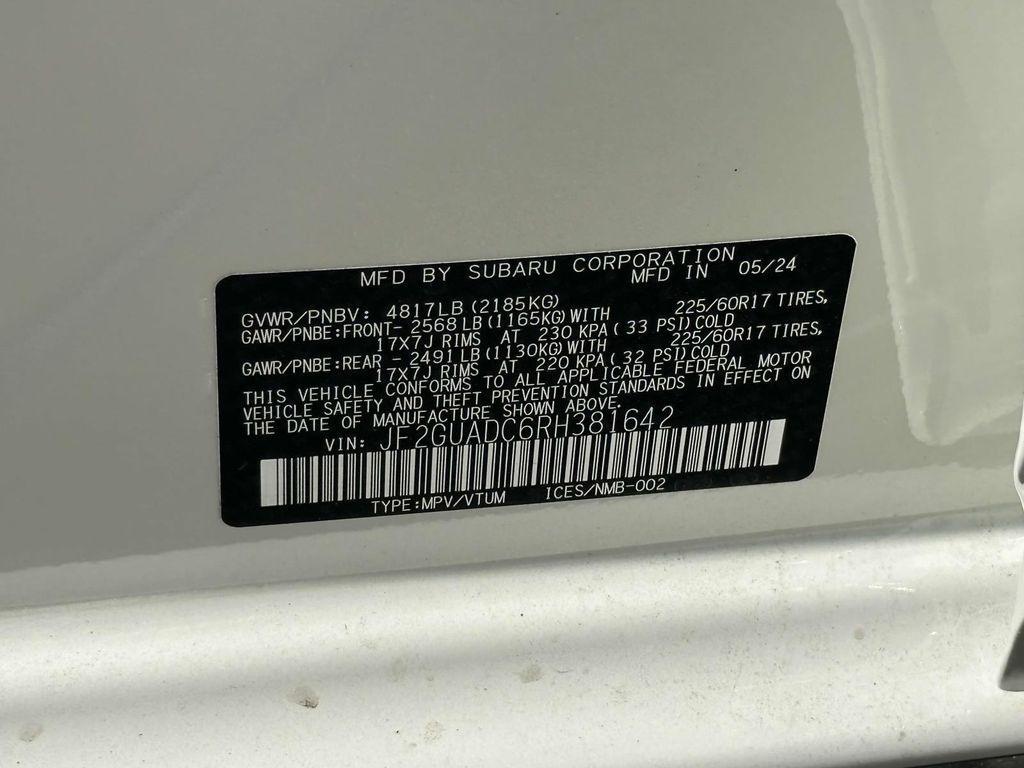 MFD BY SUBARU CORPORATION
MFD IN 05/24
GVWR/PNBV: 4817LB (2185KG)
GAWR/PNBE:FRONT- 2568LB (1165KG)WITH 225/60R17 TIRES,
17X7J RIMS AT 230 KPA (33 PSI)COLD
GAWR/PNBE:REAR - 2491LB (1130KG)WITH 225/60R17 TIRES,
17X7J RIMS AT 220 KPA (32 PSI)COLD
THIS VEHICLE CONFORMS TO ALL APPLICABLE FEDERAL MOTOR
VEHICLE SAFETY AND THEFT PREVENTION STANDARDS IN EFFECT ON
THE DATE OF MANUFACTURE SHOWN ABOVE.
VIN: JF2GUADC6RH381642
TYPE:MPV/VTUM ICES/NMB-002